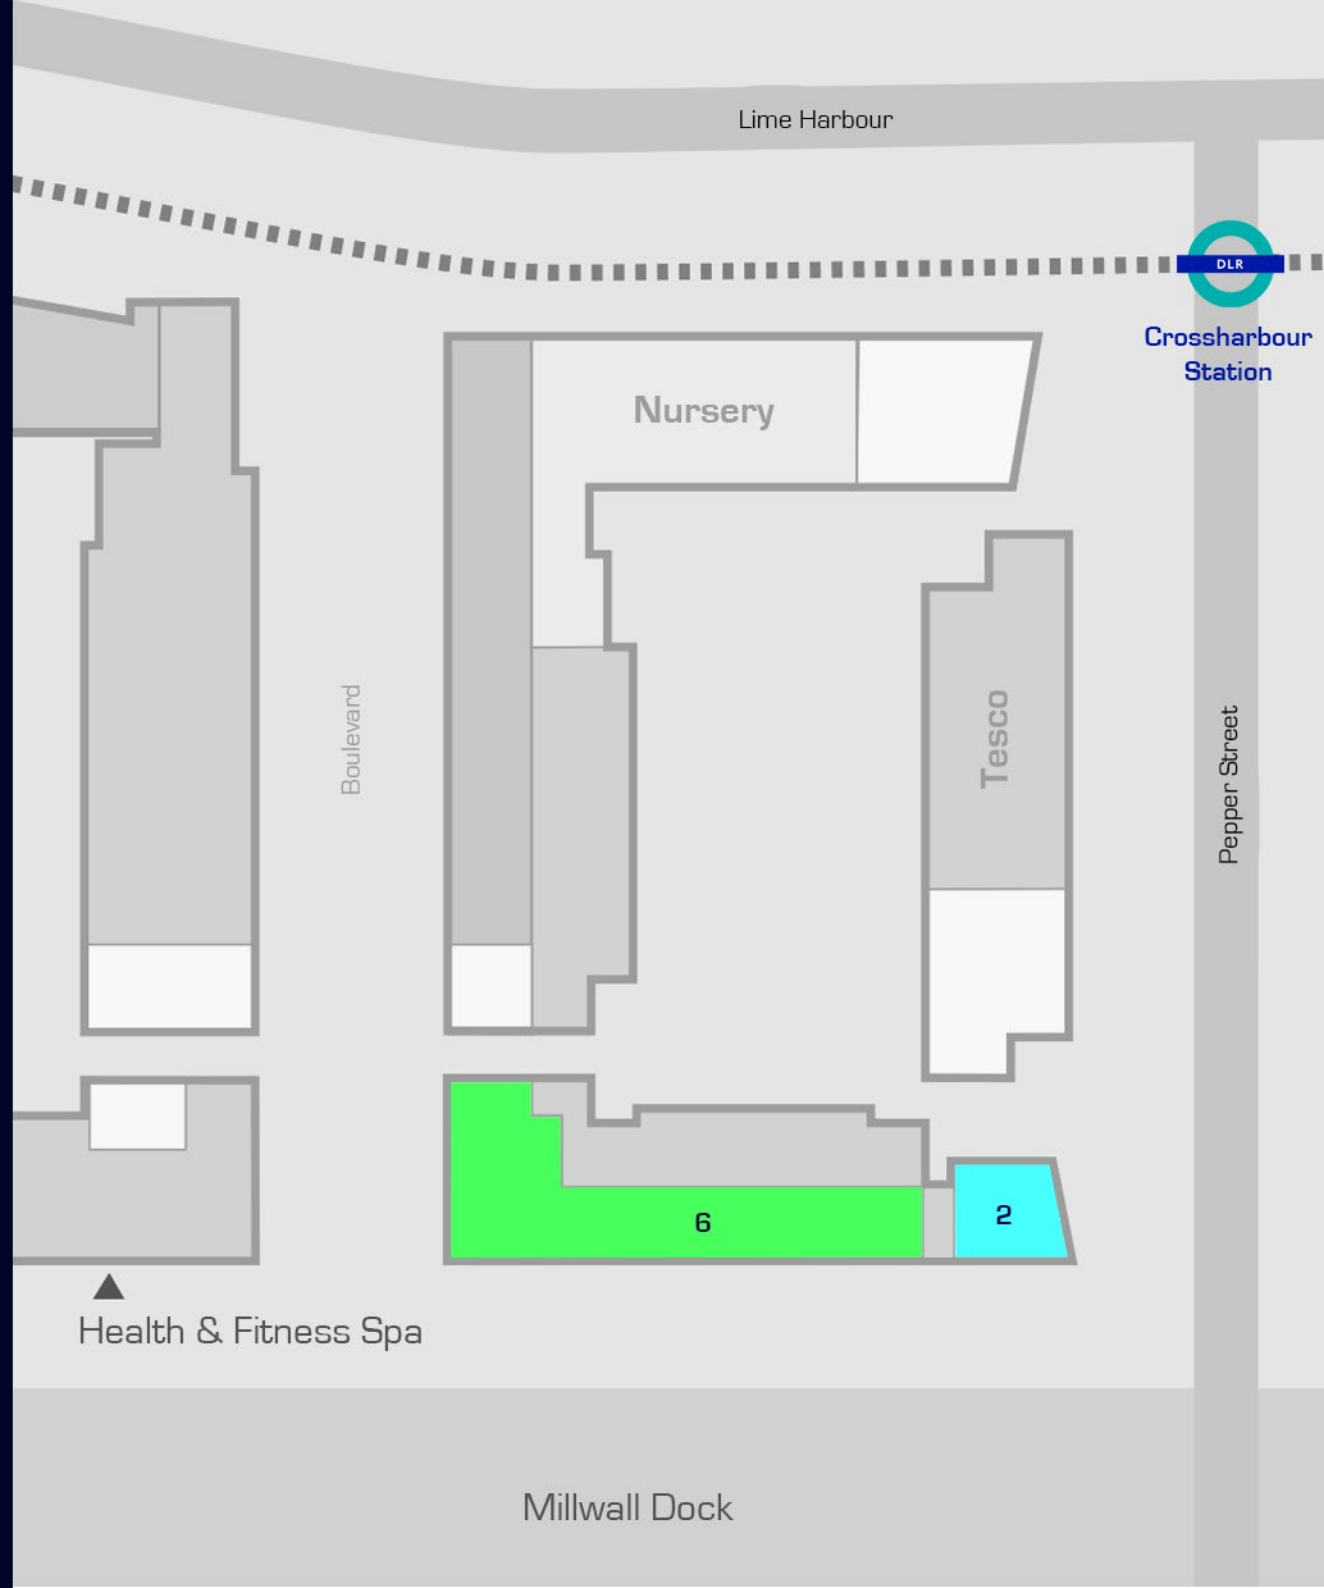 Lime Harbour
DLR
Crossharbour
Station
Nursery
Boulevard
Tesco
Pepper Street
6
2
Health & Fitness Spa
Millwall Dock